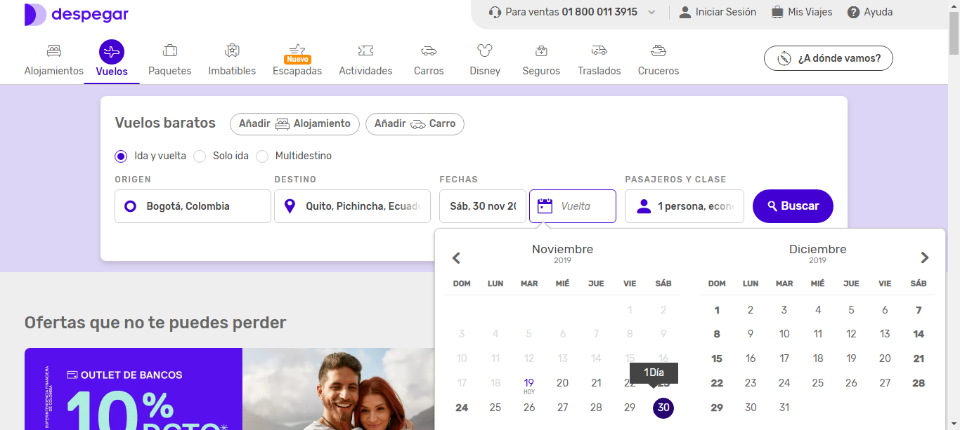 despegar
Para ventas 01 800 011 3915
Iniciar Sesión
Mis Viajes
Ayuda
Alojamientos
Vuelos
Paquetes
Imbatibles
Nuevo
Escapadas
Actividades
Carros
Disney
Seguros
Traslados
Cruceros
¿A dónde vamos?
Vuelos baratos
Añadir Alojamiento
Añadir Carro
Ida y vuelta
Solo ida
Multidestino
ORIGEN
DESTINO
FECHAS
PASAJEROS Y CLASE
Bogotá, Colombia
Quito, Pichincha, Ecuad
Sáb, 30 nov 20
Vuelta
1 persona, econ
Buscar
Noviembre
2019
DOM LUN MAR MIÉ JUE VIE SÁB
1 2
3 4 5 6 7 8 9
10 11 12 13 14 15 16
1 Día
17 18 19 20 21 22 23
HOY
24 25 26 27 28 29 30
Diciembre
2019
DOM LUN MAR MIÉ JUE VIE SÁB
1 2 3 4 5 6 7
8 9 10 11 12 13 14
15 16 17 18 19 20 21
22 23 24 25 26 27 28
29 30 31
Ofertas que no te puedes perder
OUTLET DE BANCOS
10%
DCTO*